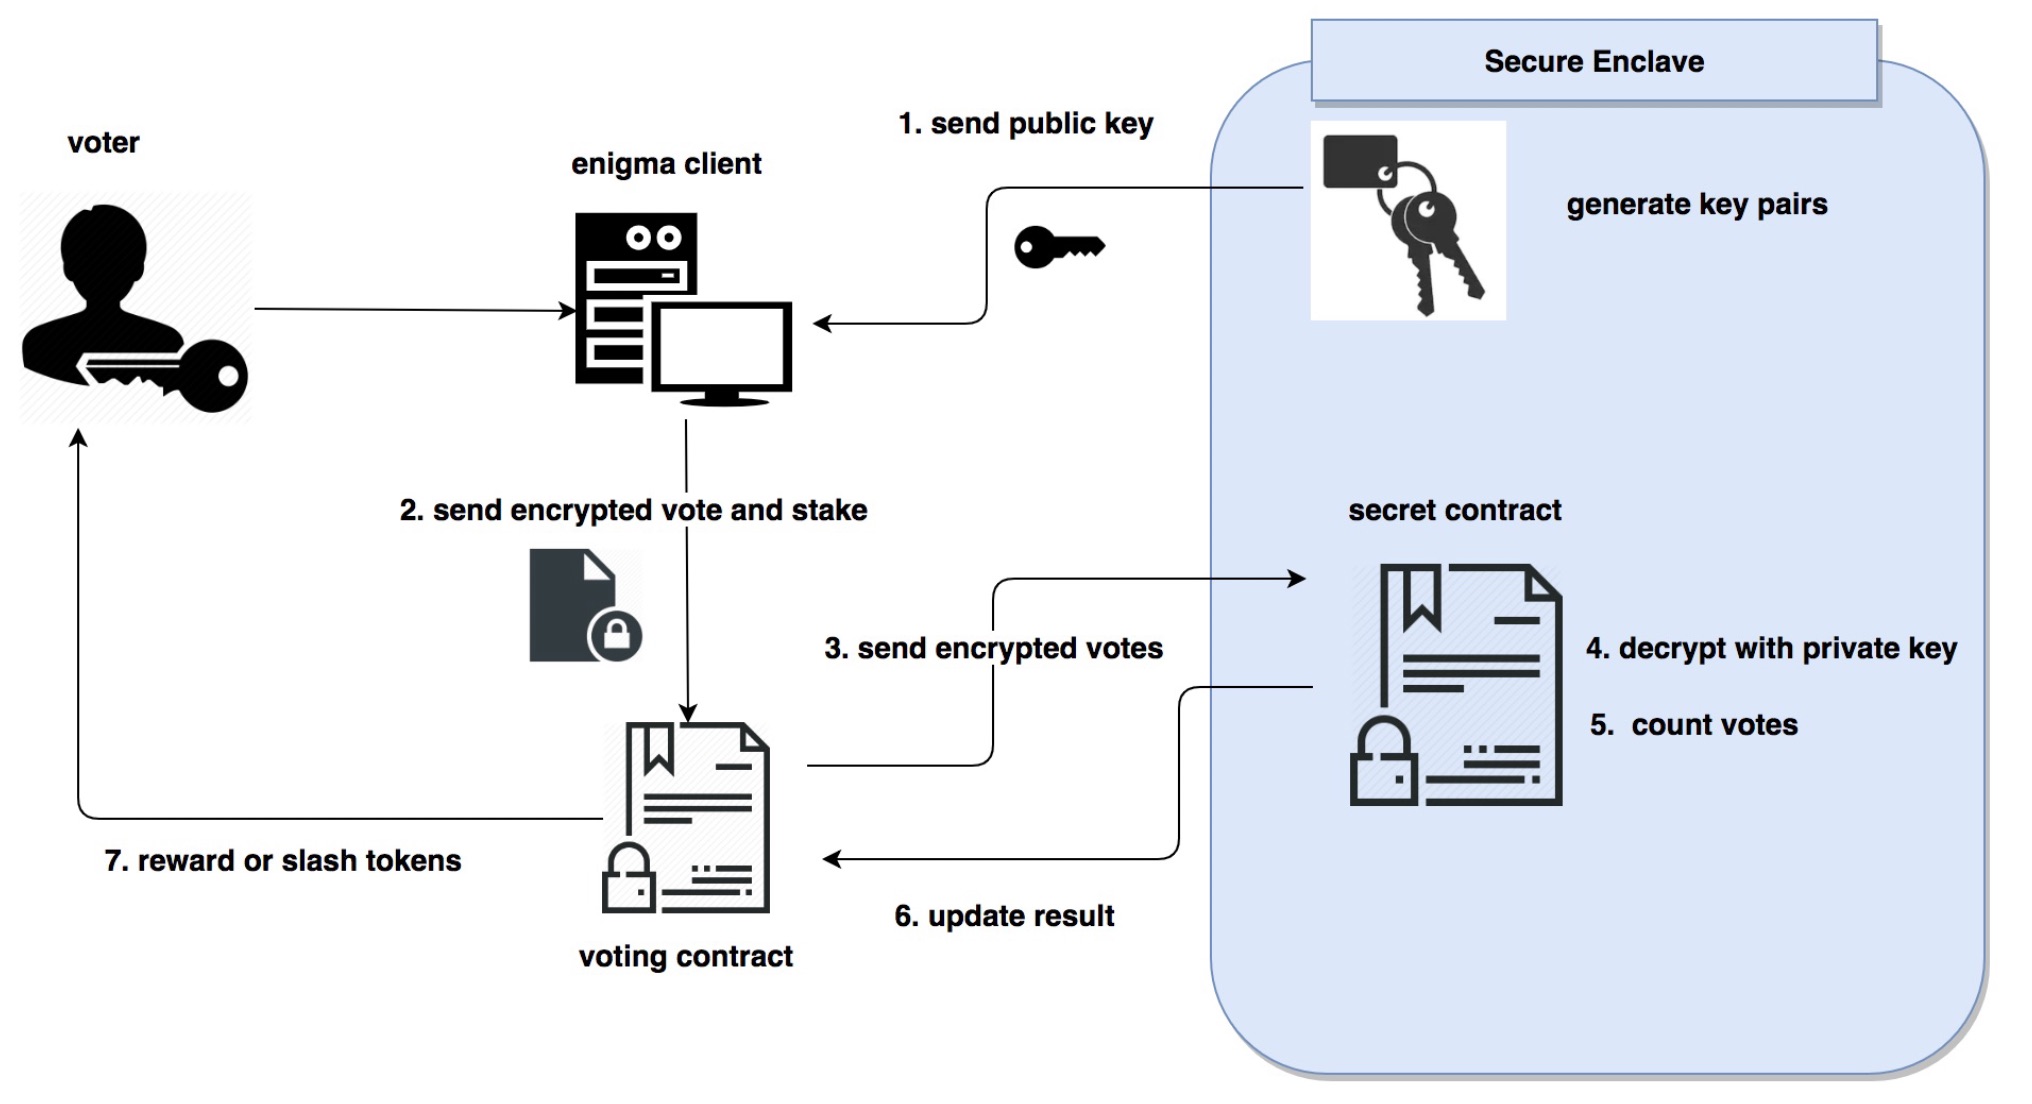 Secure Enclave
1. send public key
voter
enigma client
generate key pairs
2. send encrypted vote and stake
secret contract
3. send encrypted votes
4. decrypt with private key
5. count votes
7. reward or slash tokens
6. update result
voting contract